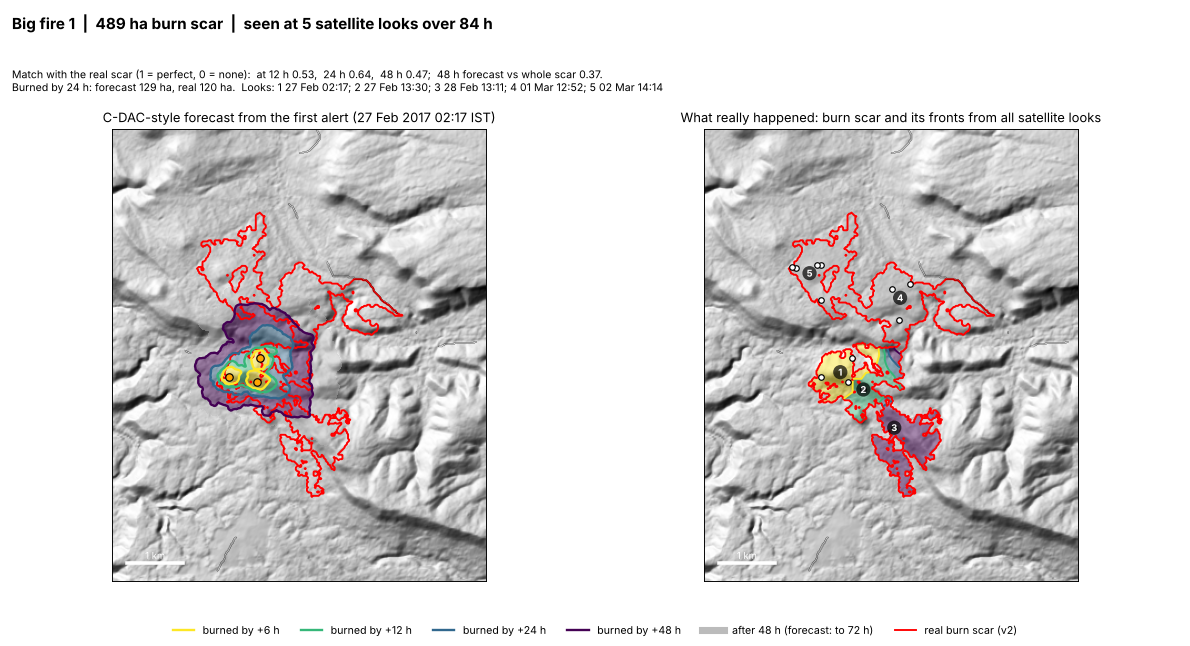 Big fire 1 | 489 ha burn scar | seen at 5 satellite looks over 84 h
Match with the real scar (1 = perfect, 0 = none): at 12 h 0.53, 24 h 0.64, 48 h 0.47; 48 h forecast vs whole scar 0.37.
Burned by 24 h: forecast 129 ha, real 120 ha. Looks: 1 27 Feb 02:17; 2 27 Feb 13:30; 3 28 Feb 13:11; 4 01 Mar 12:52; 5 02 Mar 14:14
C-DAC-style forecast from the first alert (27 Feb 2017 02:17 IST)
1 km
What really happened: burn scar and its fronts from all satellite looks
5
4
1
2
3
1 km
burned by +6 h
burned by +12 h
burned by +24 h
burned by +48 h
after 48 h (forecast: to 72 h)
real burn scar (v2)